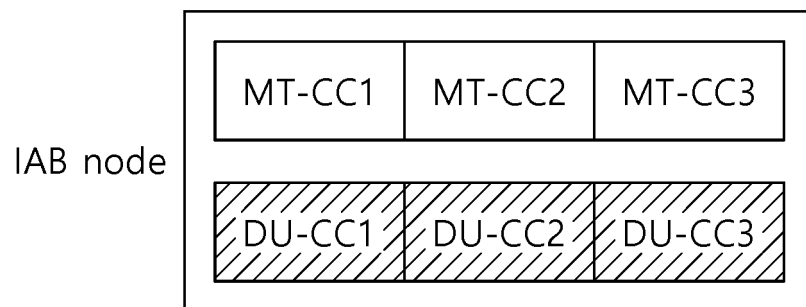 MT-CC1 MT-CC2 MT-CC3
IAB node
DU-CC1 DU-CC2 DU-CC3